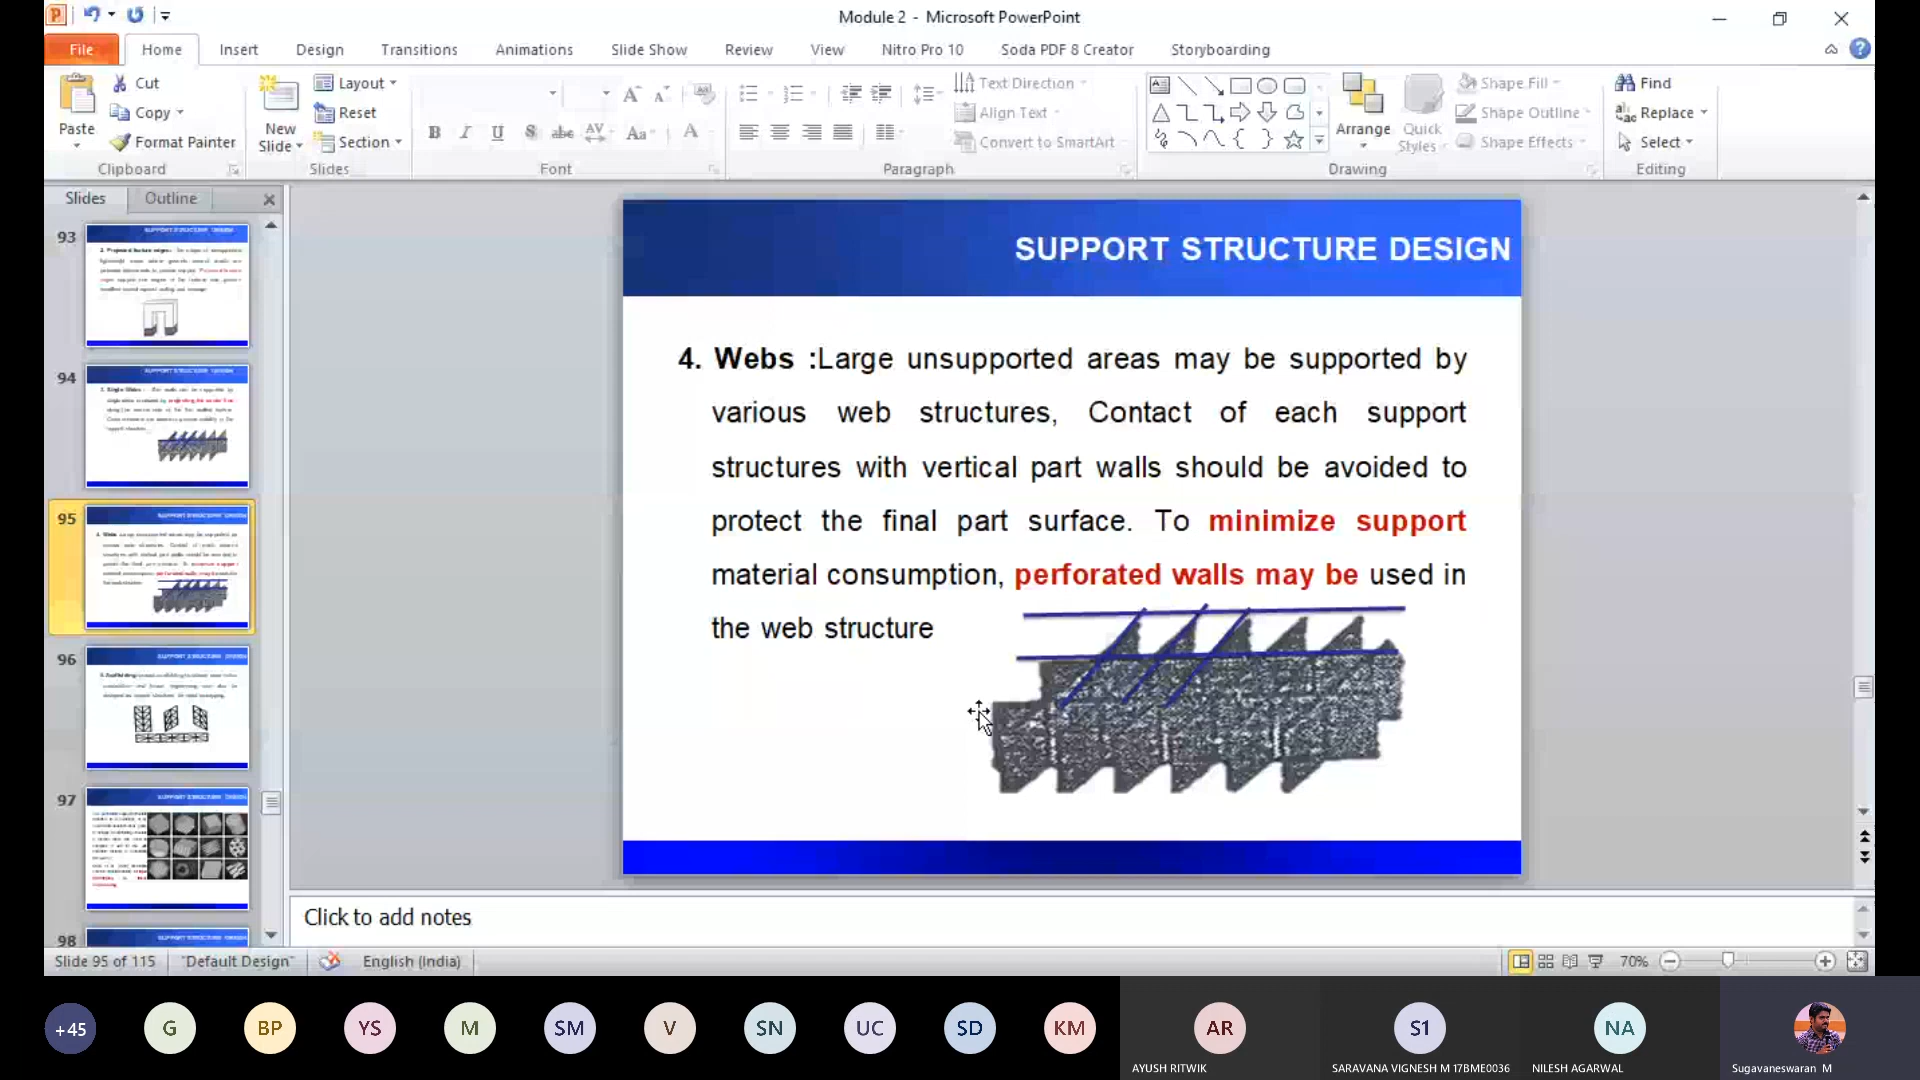 Module 2 - Microsoft PowerPoint
File Home Insert Design Transitions Animations Slide Show Review View Nitro Pro 10 Soda PDF 8 Creator Storyboarding
Paste
Cut
Copy
Format Painter
Clipboard
New
Slide
Layout
Reset
Section
Slides
Font
Text Direction
Align Text
Convert to SmartArt
Paragraph
Arrange
Quick
Styles
Shape Fill
Shape Outline
Shape Effects
Drawing
Find
Replace
Select
Editing
Slides Outline
93
94
95
96
97
98
SUPPORT STRUCTURE DESIGN
4. Webs :Large unsupported areas may be supported by
various web structures, Contact of each support
structures with vertical part walls should be avoided to
protect the final part surface. To minimize support
material consumption, perforated walls may be used in
the web structure
Click to add notes
Slide 95 of 115 "Default Design" English (India) 70%
+45 G BP YS M SM V SN UC SD KM AR S1 NA
AYUSH RITWIK SARAVANA VIGNESH M 17BME0036 NILESH AGARWAL Sugavaneswaran M